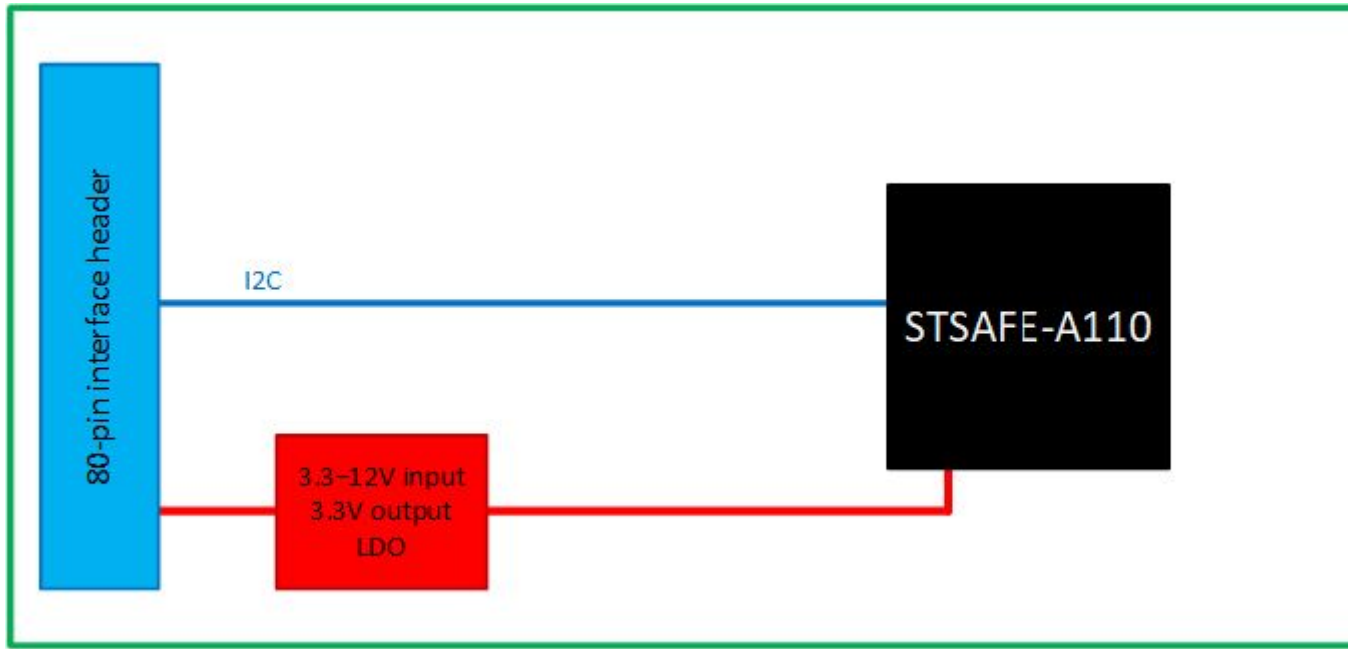 80-pin interface header
I2C
STSAFE-A110
3.3–12V input
3.3V output
LDO